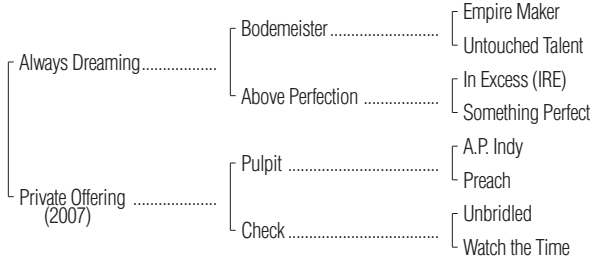 Empire Maker
Bodemeister
Untouched Talent
Always Dreaming
In Excess (IRE)
Above Perfection
Something Perfect
A.P. Indy
Pulpit
Preach
Private Offering
(2007)
Unbridled
Check
Watch the Time